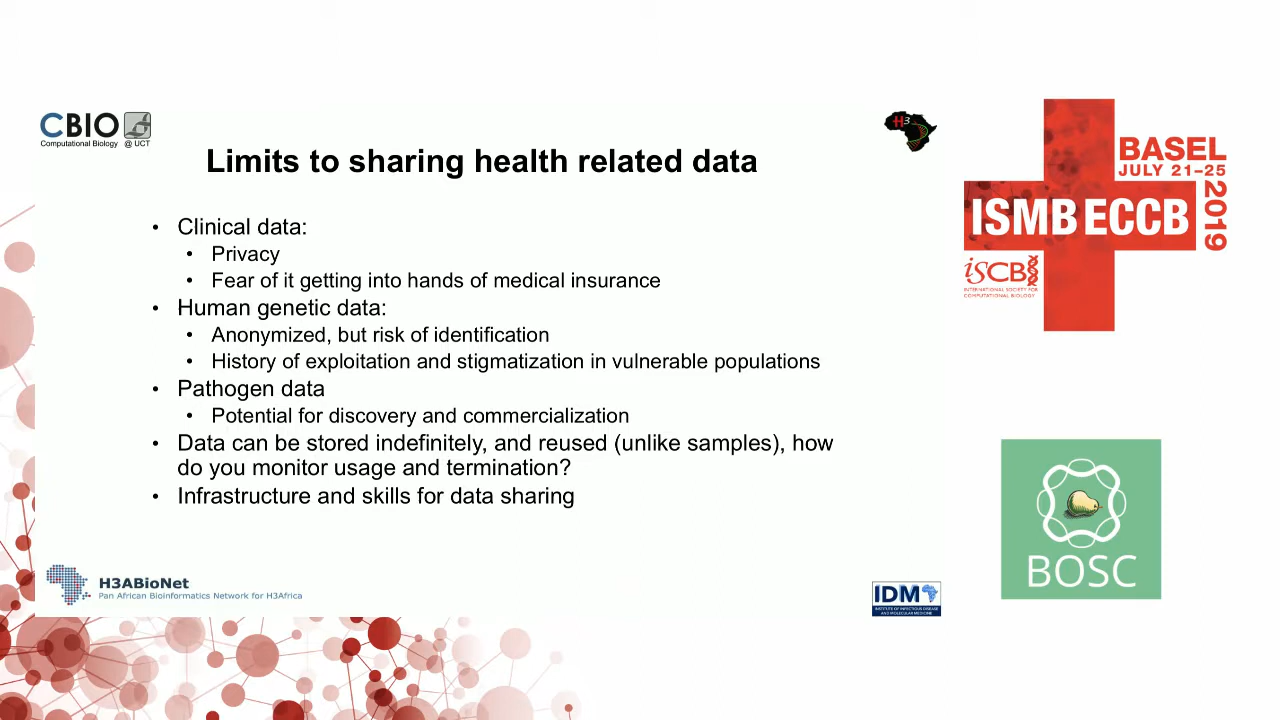 CBIO
Computational Biology @ UCT
H3
Limits to sharing health related data
• Clinical data:
• Privacy
• Fear of it getting into hands of medical insurance
• Human genetic data:
• Anonymized, but risk of identification
• History of exploitation and stigmatization in vulnerable populations
• Pathogen data
• Potential for discovery and commercialization
• Data can be stored indefinitely, and reused (unlike samples), how
do you monitor usage and termination?
• Infrastructure and skills for data sharing
H3ABioNet
Pan African Bioinformatics Network for H3Africa
IDM
INSTITUTE OF INFECTIOUS DISEASE
AND MOLECULAR MEDICINE
BASEL
JULY 21–25
2019
ISMB ECCB
iSCB
INTERNATIONAL SOCIETY FOR
COMPUTATIONAL BIOLOGY
BOSC